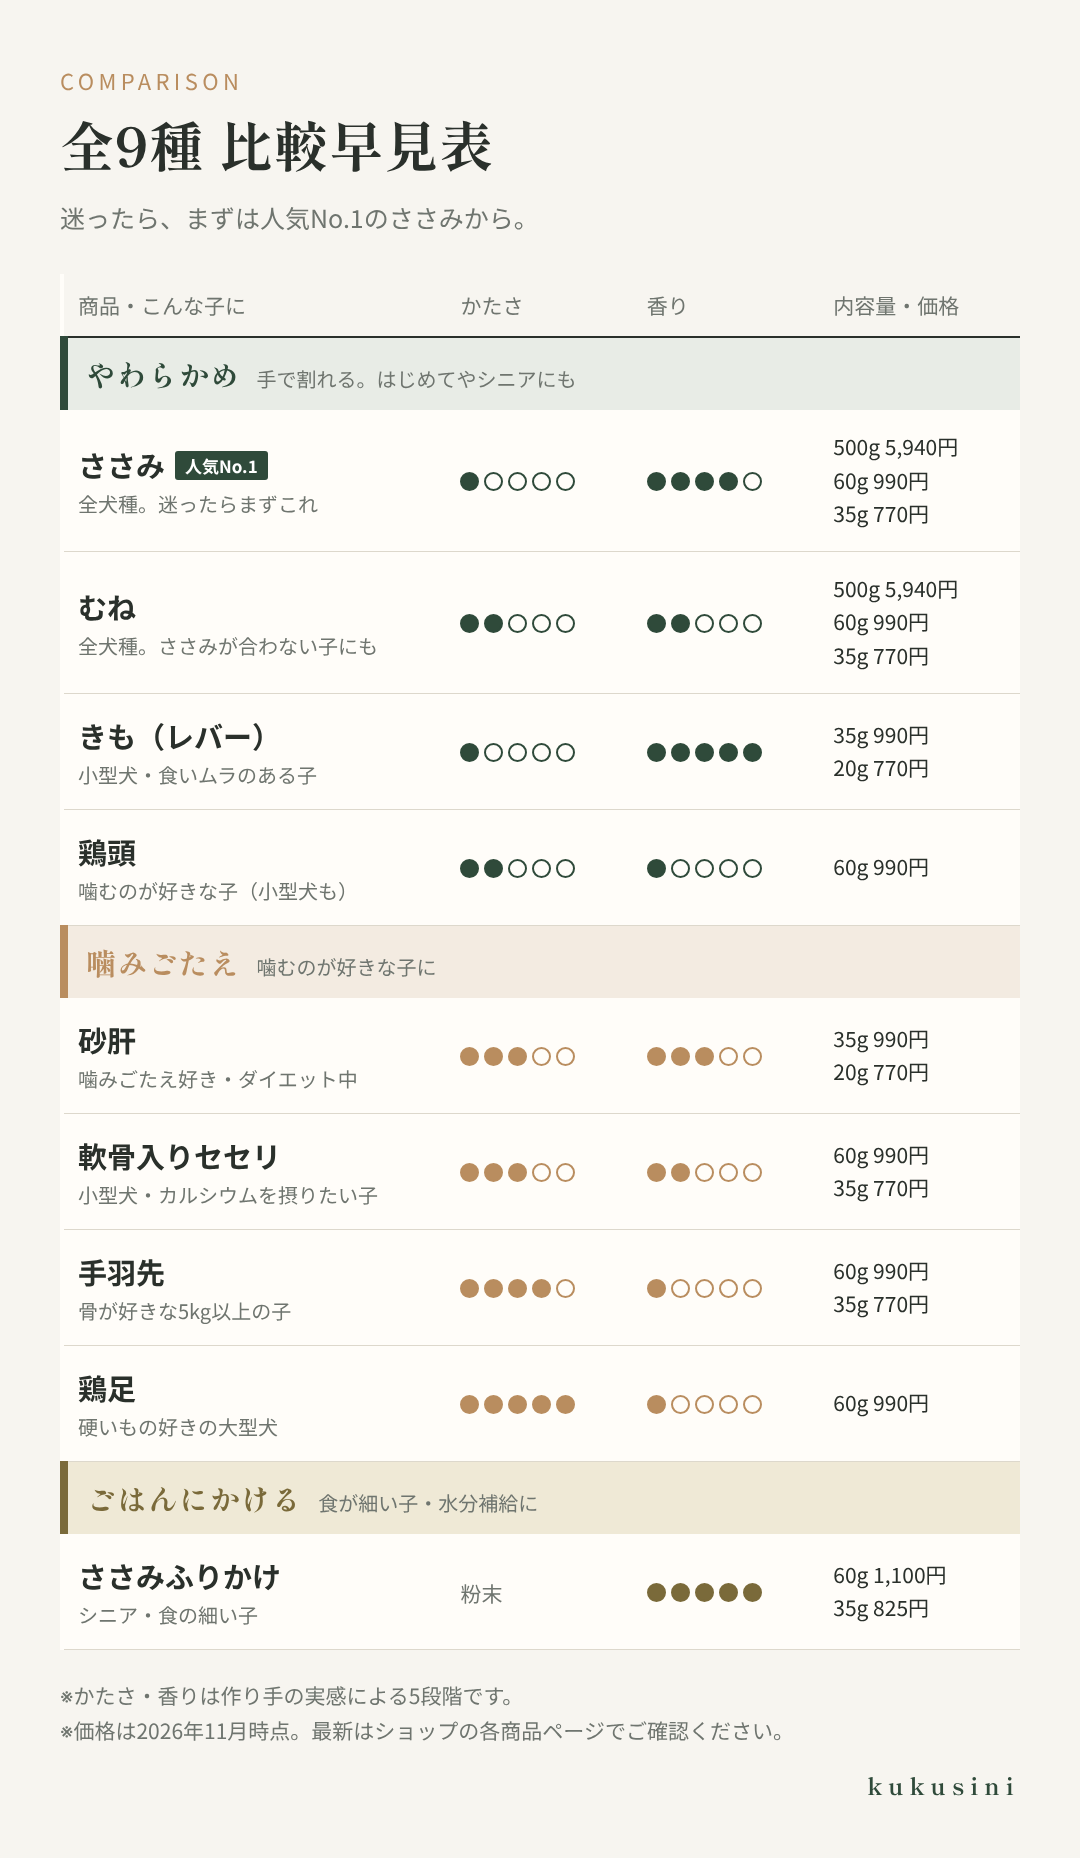 COMPARISON
全9種 比較早見表
迷ったら、まずは人気No.1のささみから。
商品・こんな子に かたさ 香り 内容量・価格
やわらかめ 手で割れる。はじめてやシニアにも
ささみ 人気No.1
全犬種。迷ったらまずこれ
●○○○○ ●●●●○
500g 5,940円
60g 990円
35g 770円
むね
全犬種。ささみが合わない子にも
●●○○○ ●●○○○
500g 5,940円
60g 990円
35g 770円
きも（レバー）
小型犬・食いムラのある子
●○○○○ ●●●●●
35g 990円
20g 770円
鶏頭
噛むのが好きな子（小型犬も）
●●○○○ ●○○○○
60g 990円
噛みごたえ 噛むのが好きな子に
砂肝
噛みごたえ好き・ダイエット中
●●●○○ ●●●○○
35g 990円
20g 770円
軟骨入りセセリ
小型犬・カルシウムを摂りたい子
●●●○○ ●●○○○
60g 990円
35g 770円
手羽先
骨が好きな5kg以上の子
●●●●○ ●○○○○
60g 990円
35g 770円
鶏足
硬いもの好きの大型犬
●●●●● ●○○○○
60g 990円
ごはんにかける 食が細い子・水分補給に
ささみふりかけ
シニア・食の細い子
粉末 ●●●●●
60g 1,100円
35g 825円
※かたさ・香りは作り手の実感による5段階です。
※価格は2026年11月時点。最新はショップの各商品ページでご確認ください。
kukusini